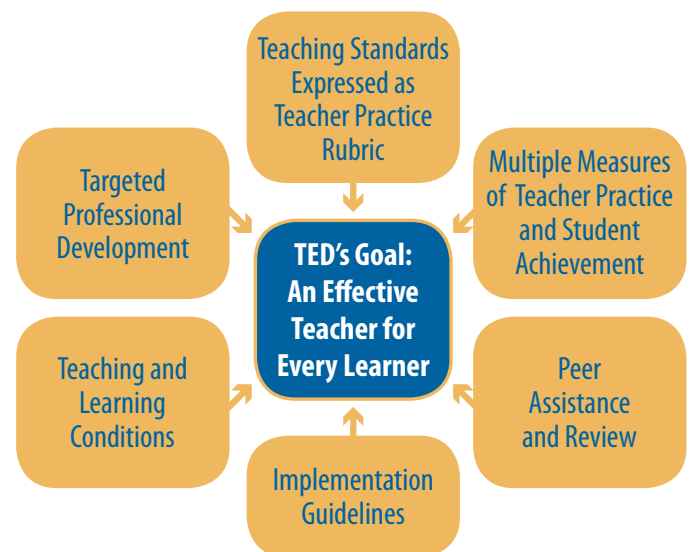 Teaching Standards
Expressed as
Teacher Practice
Rubric
Targeted
Professional
Development
Multiple Measures
of Teacher Practice
and Student
Achievement
TED’s Goal:
An Effective
Teacher for
Every Learner
Teaching and
Learning
Conditions
Peer
Assistance
and Review
Implementation
Guidelines